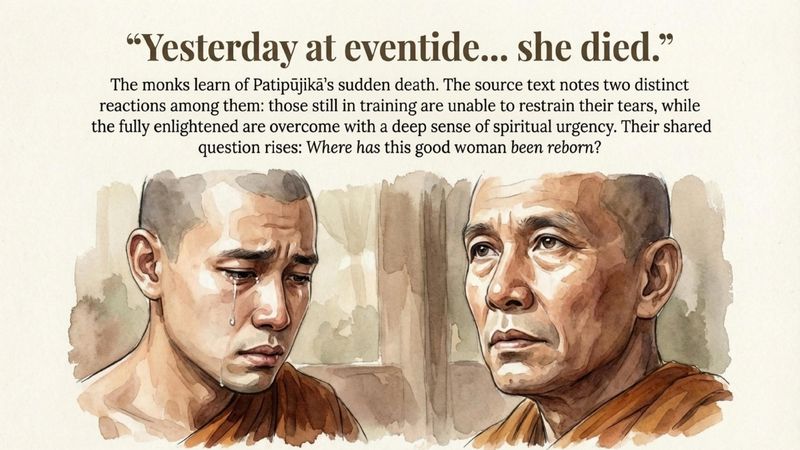 “Yesterday at eventide... she died.”
The monks learn of Patipūjikā’s sudden death. The source text notes two distinct
reactions among them: those still in training are unable to restrain their tears, while
the fully enlightened are overcome with a deep sense of spiritual urgency. Their shared
question rises: Where has this good woman been reborn?